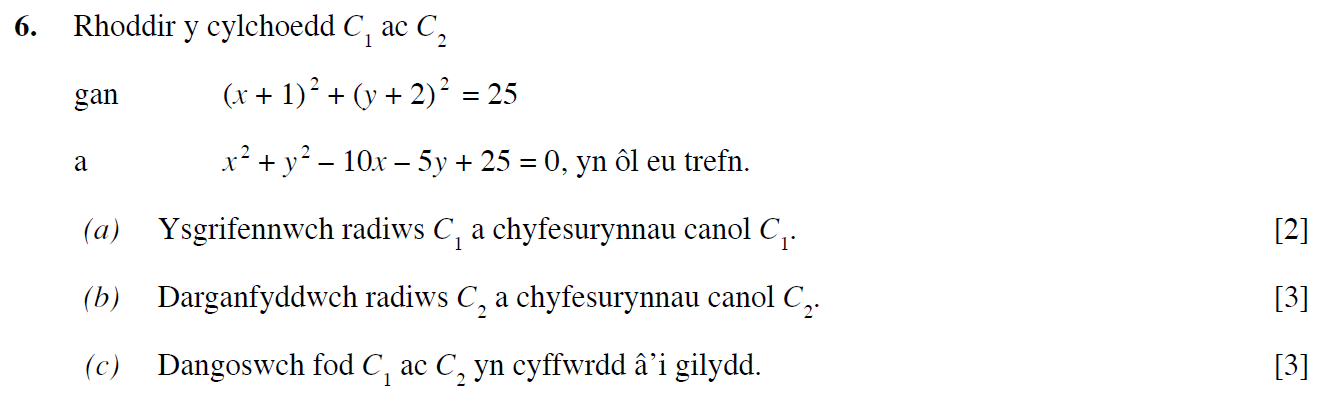 6. Rhoddir y cylchoedd C₁ ac C₂
gan (x + 1)² + (y + 2)² = 25
a x² + y² – 10x – 5y + 25 = 0, yn ôl eu trefn.
(a) Ysgrifennwch radiws C₁ a chyfesurynnau canol C₁. [2]
(b) Darganfyddwch radiws C₂ a chyfesurynnau canol C₂. [3]
(c) Dangoswch fod C₁ ac C₂ yn cyffwrdd â’i gilydd. [3]